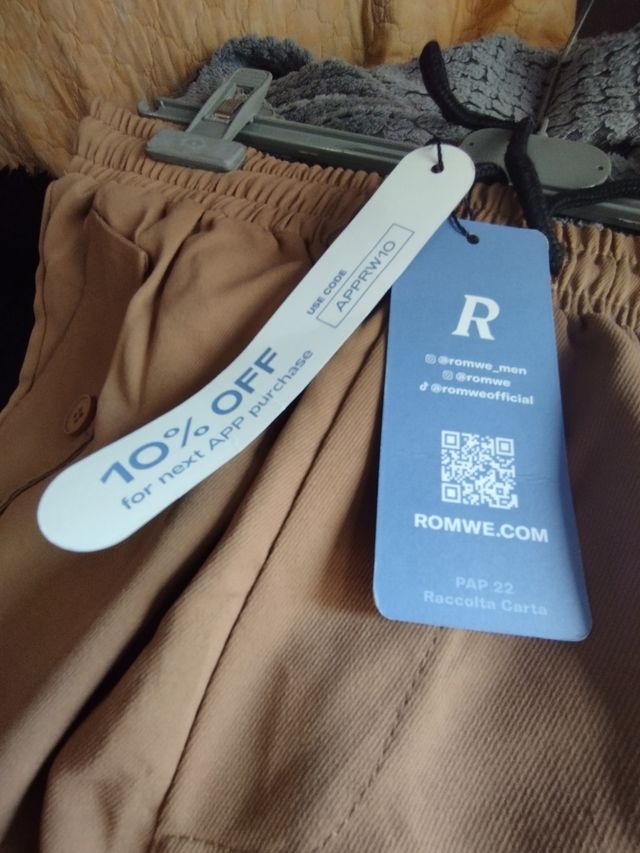 10% OFF
for next APP purchase
USE CODE
APPRW10
R
@romwe_men
@romwe
@romweofficial
ROMWE.COM
PAP 22
Raccolta Carta